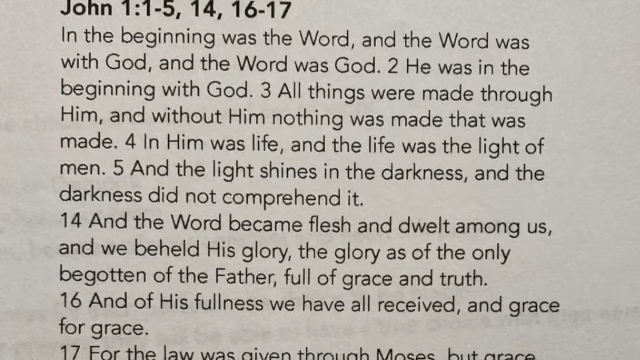 John 1:1-5, 14, 16-17
In the beginning was the Word, and the Word was
with God, and the Word was God. 2 He was in the
beginning with God. 3 All things were made through
Him, and without Him nothing was made that was
made. 4 In Him was life, and the life was the light of
men. 5 And the light shines in the darkness, and the
darkness did not comprehend it.
14 And the Word became flesh and dwelt among us,
and we beheld His glory, the glory as of the only
begotten of the Father, full of grace and truth.
16 And of His fullness we have all received, and grace
for grace.
17 For the law was given through Moses, but grace